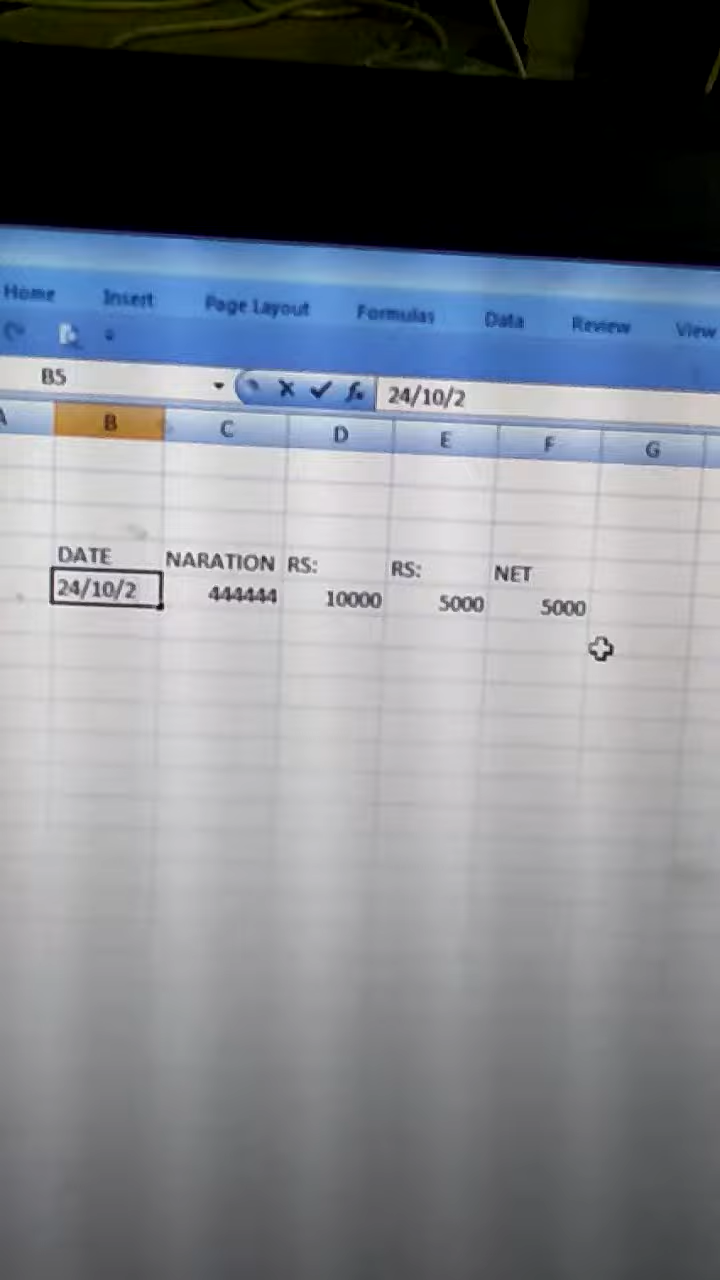 Home Insert Page Layout Formulas Data Review View
B5 fx 24/10/2
A B C D E F G
DATE NARATION RS: RS: NET
24/10/2 444444 10000 5000 5000